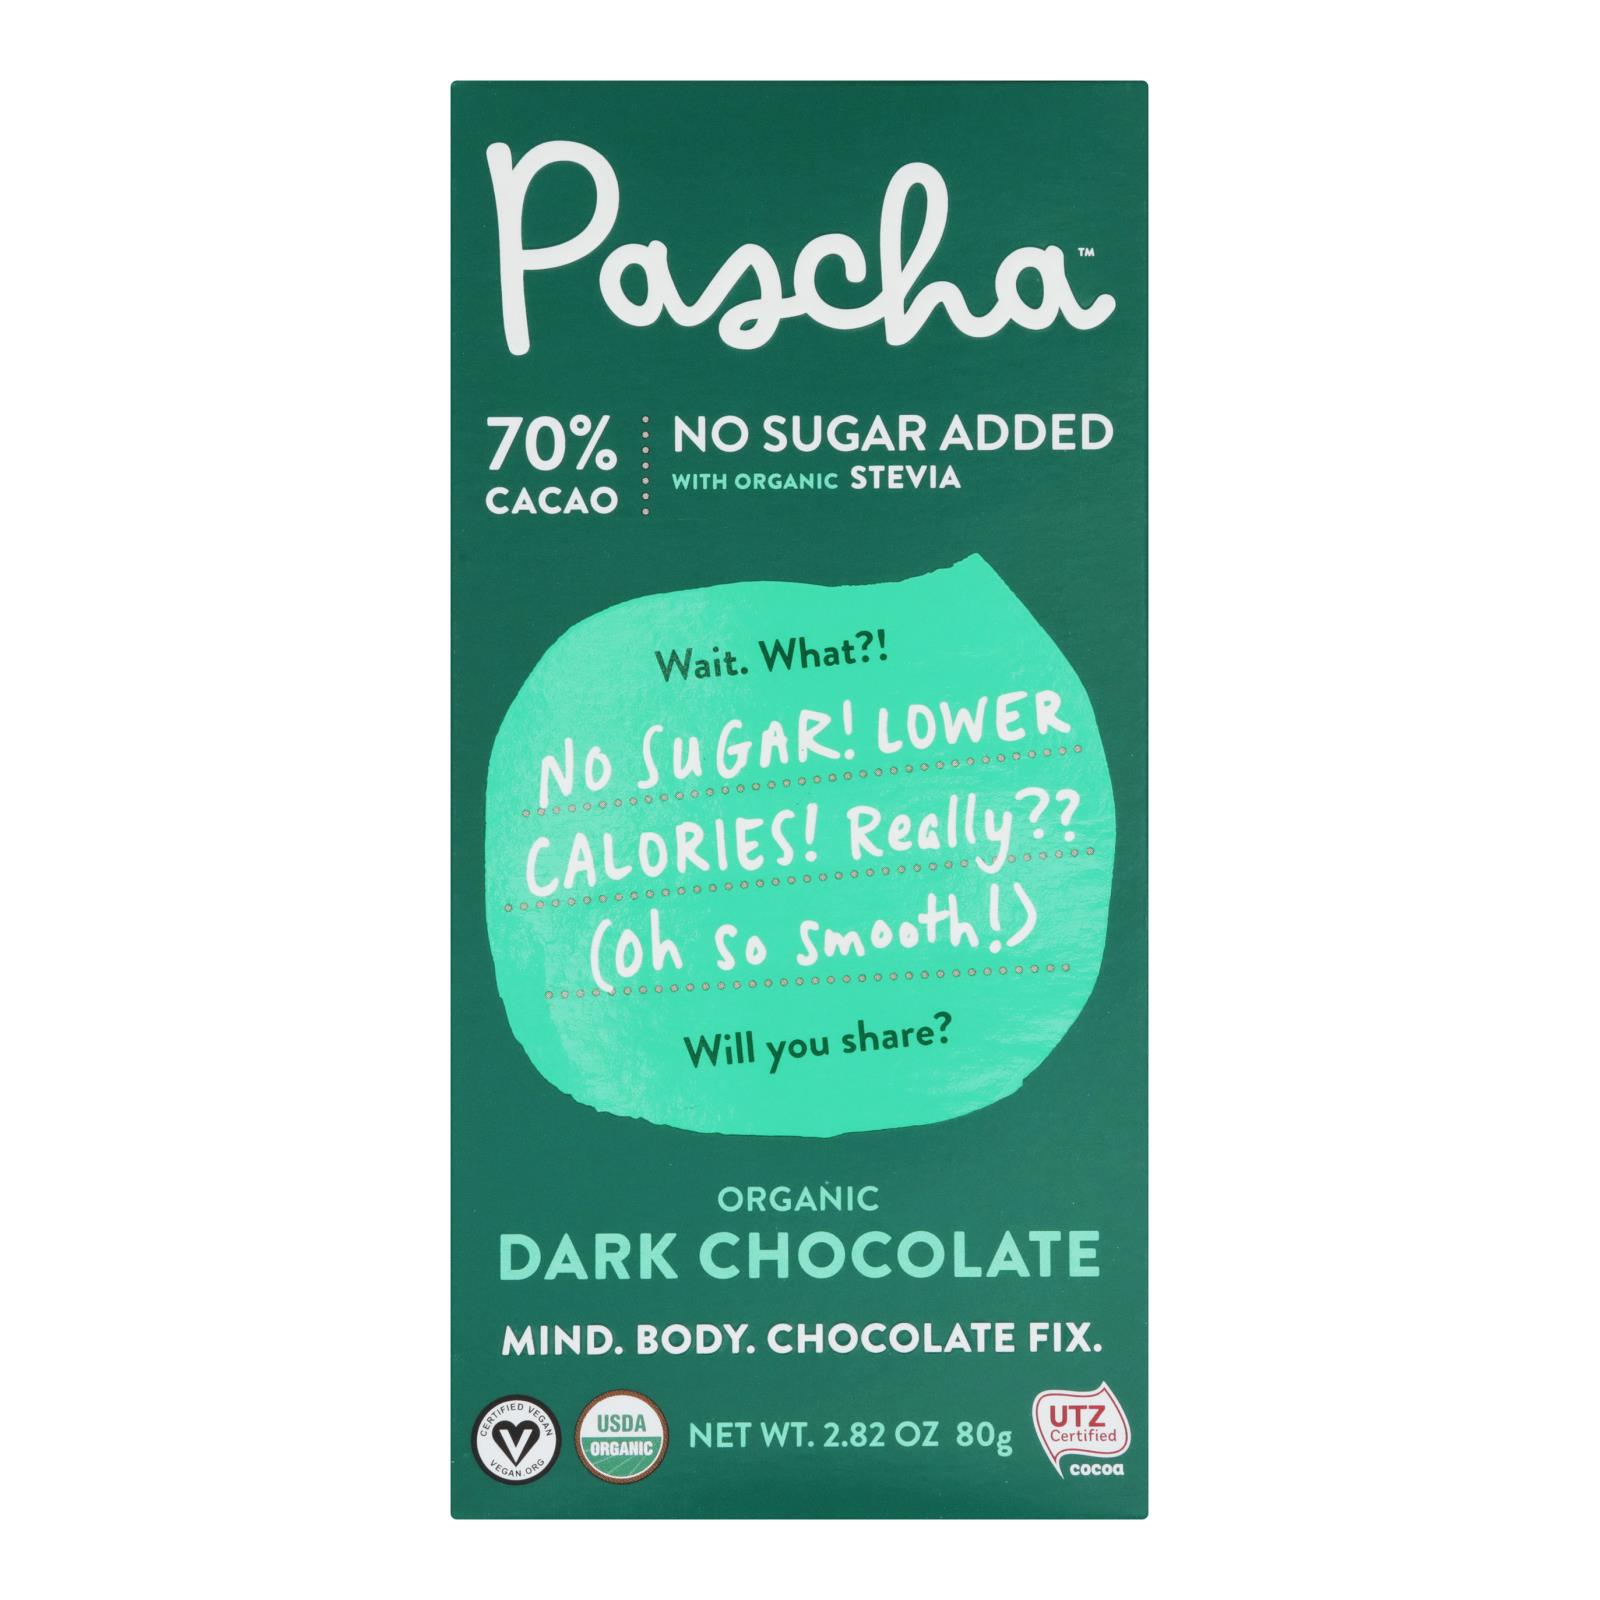 Pascha™
70%
CACAO
NO SUGAR ADDED
WITH ORGANIC STEVIA
Wait. What?!
NO SUGAR! LOWER
CALORIES! Really??
(oh so smooth!)
Will you share?
ORGANIC
DARK CHOCOLATE
MIND. BODY. CHOCOLATE FIX.
CERTIFIED VEGAN
VEGAN.ORG
USDA
ORGANIC
NET WT. 2.82 OZ 80g
UTZ
Certified
cocoa